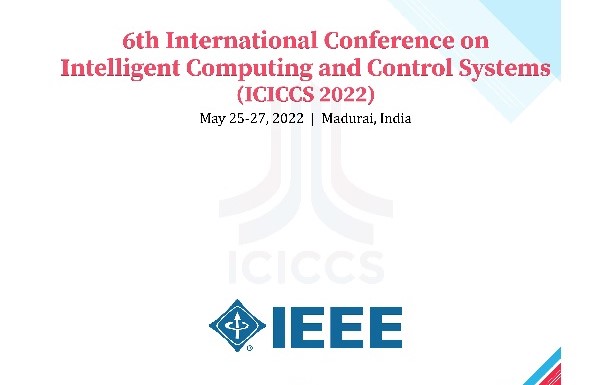 6th International Conference on
Intelligent Computing and Control Systems
(ICICCS 2022)
May 25-27, 2022 | Madurai, India
ICICCS
IEEE